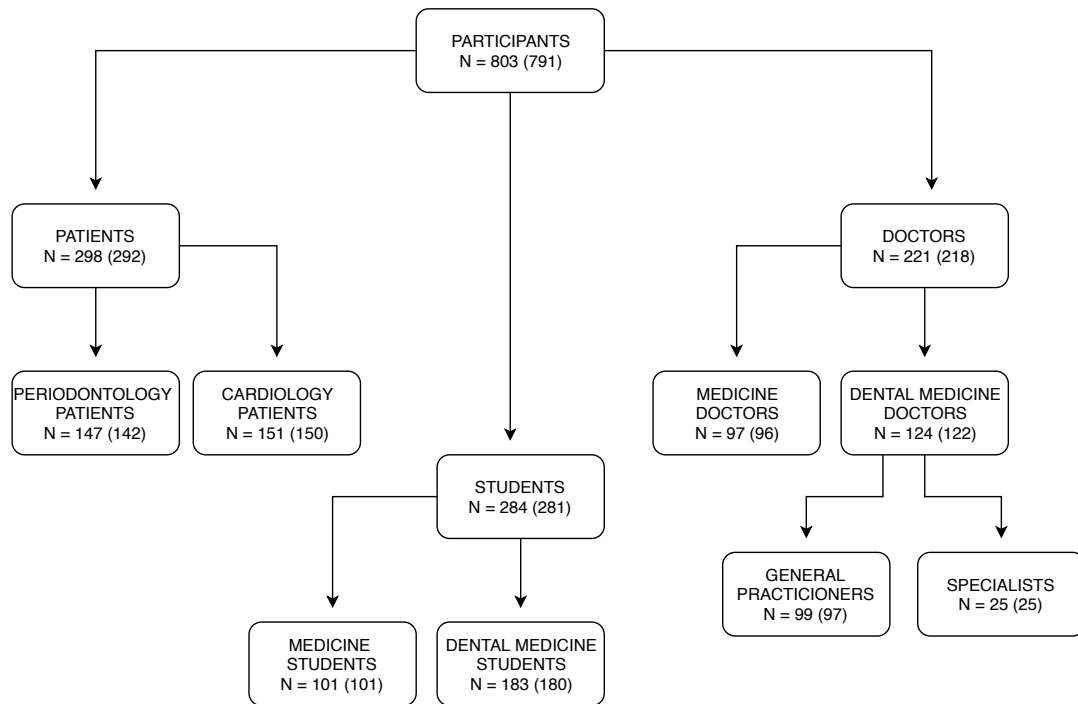 PARTICIPANTS
N = 803 (791)
PATIENTS
N = 298 (292)
DOCTORS
N = 221 (218)
PERIODONTOLOGY
PATIENTS
N = 147 (142)
CARDIOLOGY
PATIENTS
N = 151 (150)
MEDICINE
DOCTORS
N = 97 (96)
DENTAL MEDICINE
DOCTORS
N = 124 (122)
STUDENTS
N = 284 (281)
GENERAL
PRACTICIONERS
N = 99 (97)
SPECIALISTS
N = 25 (25)
MEDICINE
STUDENTS
N = 101 (101)
DENTAL MEDICINE
STUDENTS
N = 183 (180)